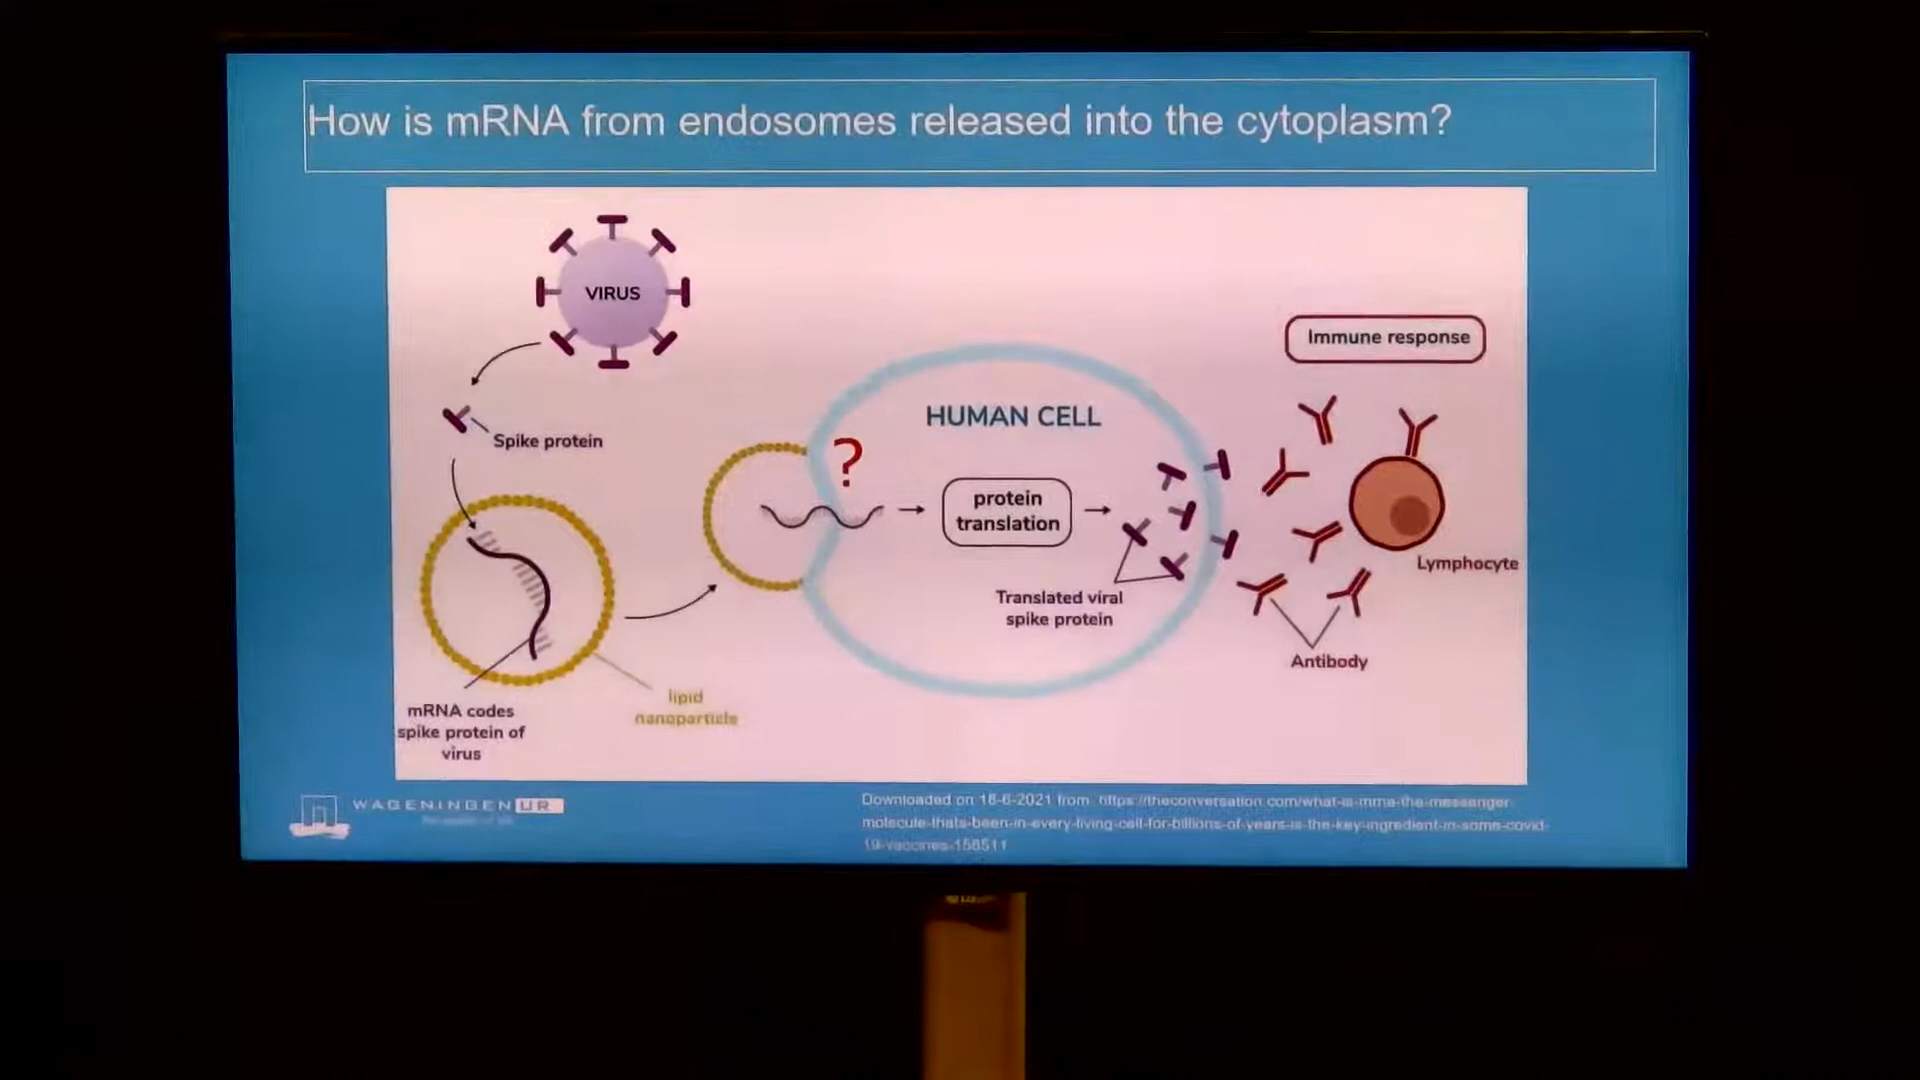 How is mRNA from endosomes released into the cytoplasm?
VIRUS
Immune response
HUMAN CELL
Spike protein
?
protein
translation
Lymphocyte
Translated viral
spike protein
Antibody
lipid
nanoparticle
mRNA codes
spike protein of
virus
WAGENINGEN UR
Downloaded on 16-6-2021 from: https://theconversation.com/what-is-mrna-the-messenger-
molecule-thats-been-in-every-living-cell-for-billions-of-years-is-the-key-ingredient-in-some-covid-
19-vaccines-158511